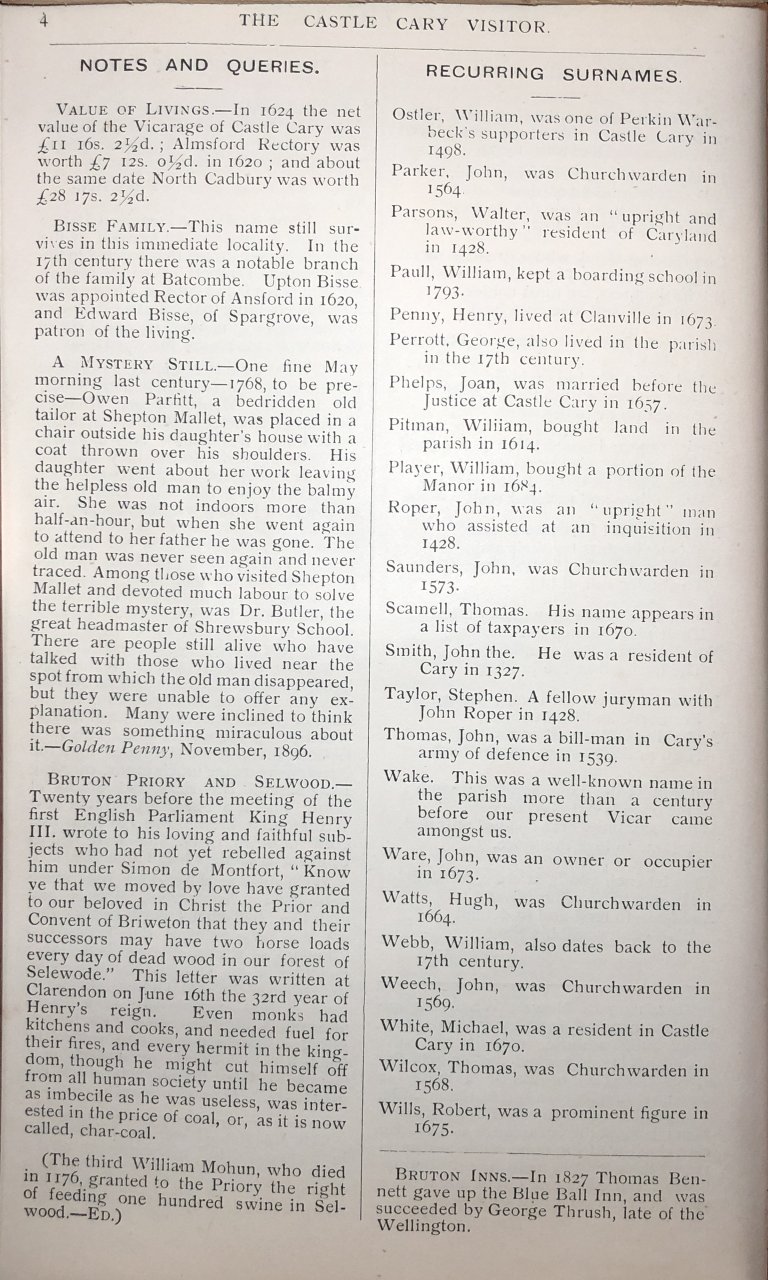 4
THE CASTLE CARY VISITOR.
NOTES AND QUERIES.
VALUE OF LIVINGS.—In 1624 the net
value of the Vicarage of Castle Cary was
£11 16s. 2½d. ; Almsford Rectory was
worth £7 12s. 0½d. in 1620 ; and about
the same date North Cadbury was worth
£28 17s. 2½d.
BISSE FAMILY.—This name still sur-
vives in this immediate locality. In the
17th century there was a notable branch
of the family at Batcombe. Upton Bisse
was appointed Rector of Ansford in 1620,
and Edward Bisse, of Spargrove, was
patron of the living.
A MYSTERY STILL.—One fine May
morning last century—1768, to be pre-
cise—Owen Parfitt, a bedridden old
tailor at Shepton Mallet, was placed in a
chair outside his daughter's house with a
coat thrown over his shoulders. His
daughter went about her work leaving
the helpless old man to enjoy the balmy
air. She was not indoors more than
half-an-hour, but when she went again
to attend to her father he was gone. The
old man was never seen again and never
traced. Among those who visited Shepton
Mallet and devoted much labour to solve
the terrible mystery, was Dr. Butler, the
great headmaster of Shrewsbury School.
There are people still alive who have
talked with those who lived near the
spot from which the old man disappeared,
but they were unable to offer any ex-
planation. Many were inclined to think
there was something miraculous about
it.—Golden Penny, November, 1896.
BRUTON PRIORY AND SELWOOD.—
Twenty years before the meeting of the
first English Parliament King Henry
III. wrote to his loving and faithful sub-
jects who had not yet rebelled against
him under Simon de Montfort, "Know
ye that we moved by love have granted
to our beloved in Christ the Prior and
Convent of Briweton that they and their
successors may have two horse loads
every day of dead wood in our forest of
Selewode." This letter was written at
Clarendon on June 16th the 32rd year of
Henry's reign. Even monks had
kitchens and cooks, and needed fuel for
their fires, and every hermit in the king-
dom, though he might cut himself off
from all human society until he became
as imbecile as he was useless, was inter-
ested in the price of coal, or, as it is now
called, char-coal.
(The third William Mohun, who died
in 1176, granted to the Priory the right
of feeding one hundred swine in Sel-
wood.—ED.)
RECURRING SURNAMES.
Ostler, William, was one of Perkin War-
beck's supporters in Castle Cary in
1498.
Parker, John, was Churchwarden in
1564.
Parsons, Walter, was an "upright and
law-worthy" resident of Caryland
in 1428.
Paull, William, kept a boarding school in
1793.
Penny, Henry, lived at Clanville in 1673.
Perrott, George, also lived in the parish
in the 17th century.
Phelps, Joan, was married before the
Justice at Castle Cary in 1657.
Pitman, Wiliiam, bought land in the
parish in 1614.
Player, William, bought a portion of the
Manor in 1684.
Roper, John, was an "upright" man
who assisted at an inquisition in
1428.
Saunders, John, was Churchwarden in
1573.
Scamell, Thomas. His name appears in
a list of taxpayers in 1670.
Smith, John the. He was a resident of
Cary in 1327.
Taylor, Stephen. A fellow juryman with
John Roper in 1428.
Thomas, John, was a bill-man in Cary's
army of defence in 1539.
Wake. This was a well-known name in
the parish more than a century
before our present Vicar came
amongst us.
Ware, John, was an owner or occupier
in 1673.
Watts, Hugh, was Churchwarden in
1664.
Webb, William, also dates back to the
17th century.
Weech, John, was Churchwarden in
1569.
White, Michael, was a resident in Castle
Cary in 1670.
Wilcox, Thomas, was Churchwarden in
1568.
Wills, Robert, was a prominent figure in
1675.
BRUTON INNS.—In 1827 Thomas Ben-
nett gave up the Blue Ball Inn, and was
succeeded by George Thrush, late of the
Wellington.